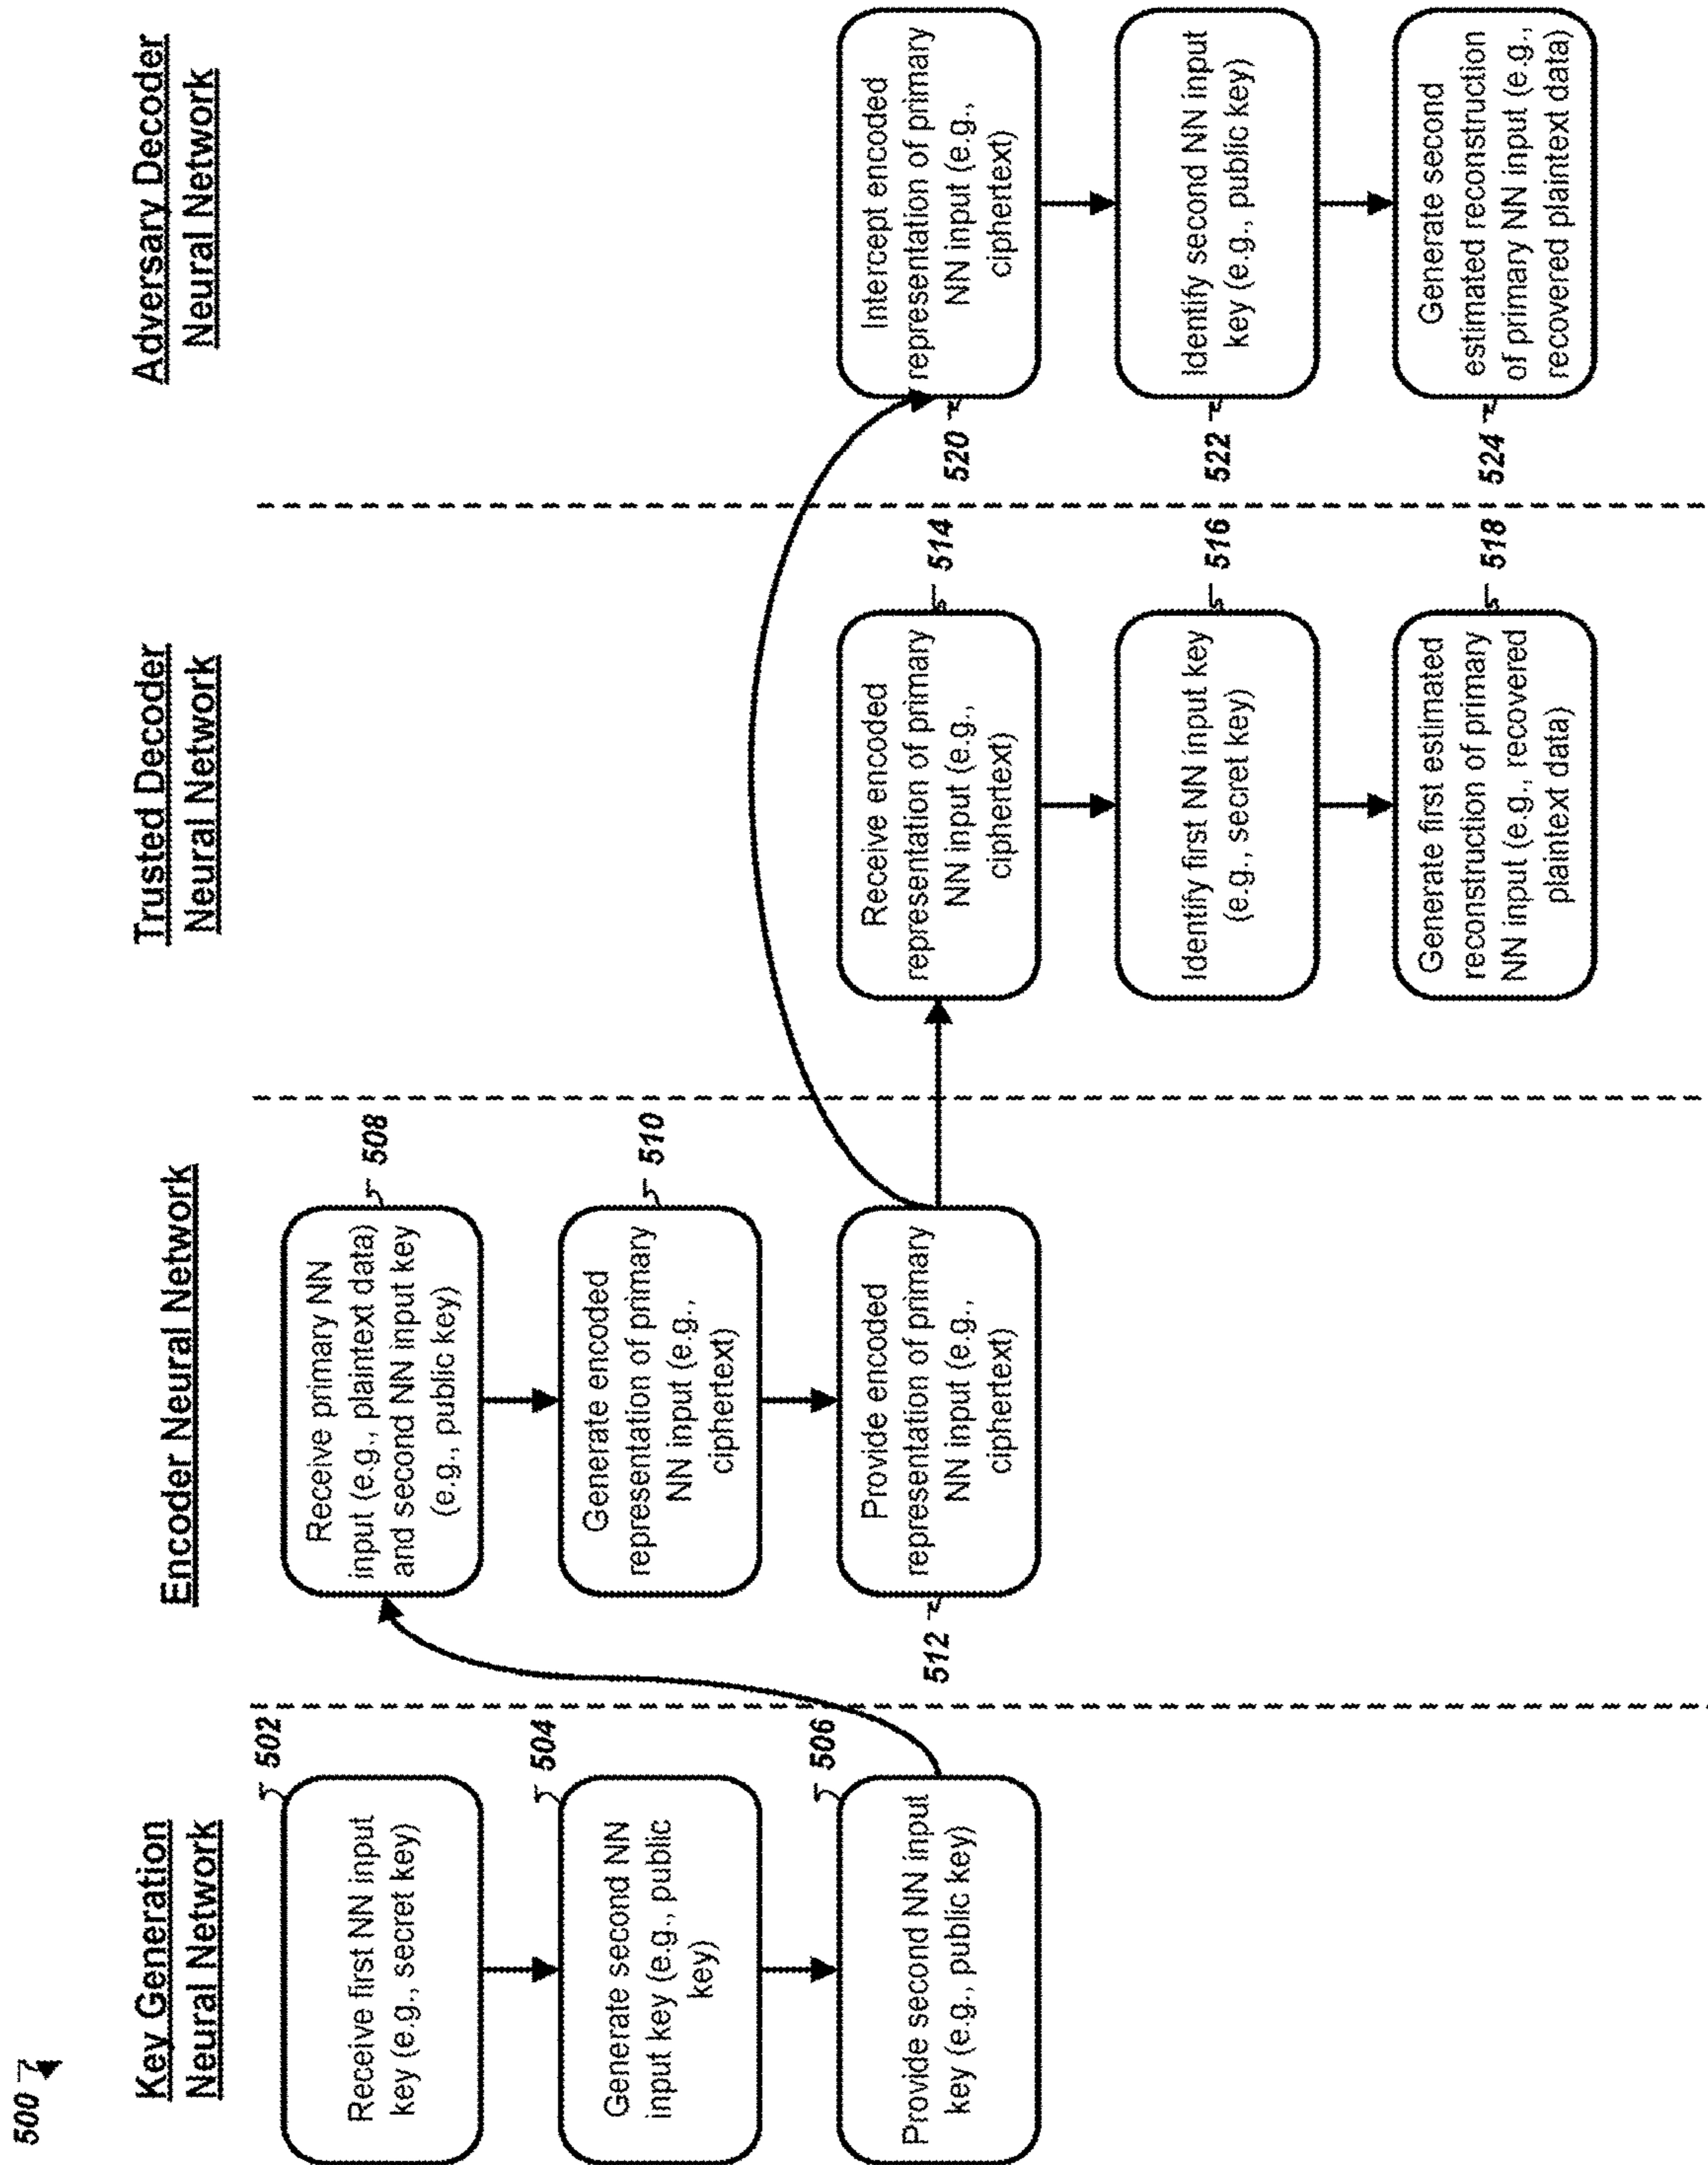 500
Key Generation
Neural Network
502
Receive first NN input
key (e.g., secret key)
504
Generate second NN
input key (e.g., public
key)
506
Provide second NN input
key (e.g., public key)
Encoder Neural Network
508
Receive primary NN
input (e.g., plaintext data)
and second NN input key
(e.g., public key)
510
Generate encoded
representation of primary
NN input (e.g.,
ciphertext)
512
Provide encoded
representation of primary
NN input (e.g.,
ciphertext)
Trusted Decoder
Neural Network
514
Receive encoded
representation of primary
NN input (e.g.,
ciphertext)
516
Identify first NN input key
(e.g., secret key)
518
Generate first estimated
reconstruction of primary
NN input (e.g., recovered
plaintext data)
Adversary Decoder
Neural Network
520
Intercept encoded
representation of primary
NN input (e.g.,
ciphertext)
522
Identify second NN input
key (e.g., public key)
524
Generate second
estimated reconstruction
of primary NN input (e.g.,
recovered plaintext data)